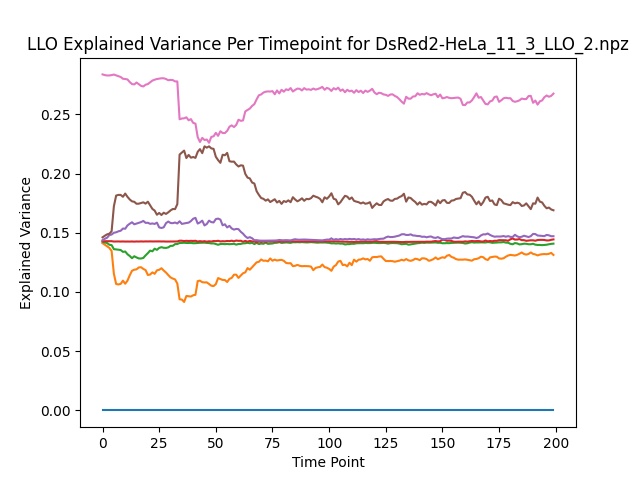 LLO Explained Variance Per Timepoint for DsRed2-HeLa_11_3_LLO_2.npz
Explained Variance
0.25
0.20
0.15
0.10
0.05
0.00
0 25 50 75 100 125 150 175 200
Time Point